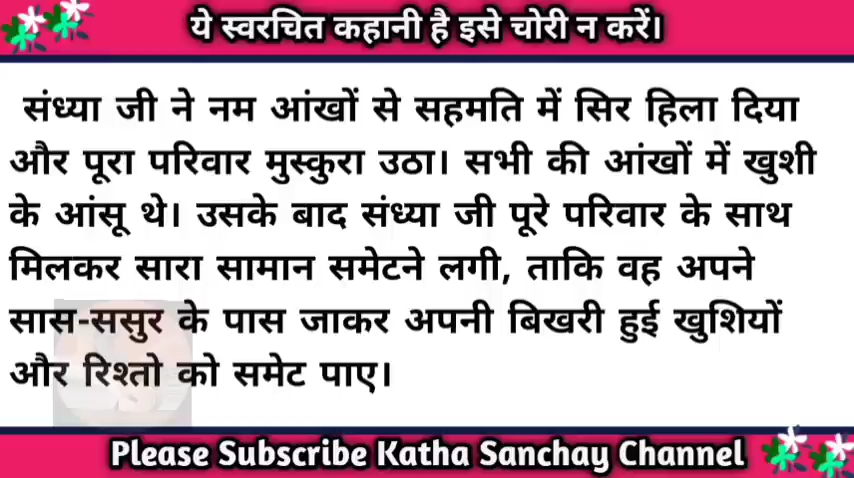 ये स्वरचित कहानी है इसे चोरी न करें।
संध्या जी ने नम आंखों से सहमति में सिर हिला दिया
और पूरा परिवार मुस्कुरा उठा। सभी की आंखों में खुशी
के आंसू थे। उसके बाद संध्या जी पूरे परिवार के साथ
मिलकर सारा सामान समेटने लगी, ताकि वह अपने
सास-ससुर के पास जाकर अपनी बिखरी हुई खुशियों
और रिश्तो को समेट पाए।
Please Subscribe Katha Sanchay Channel